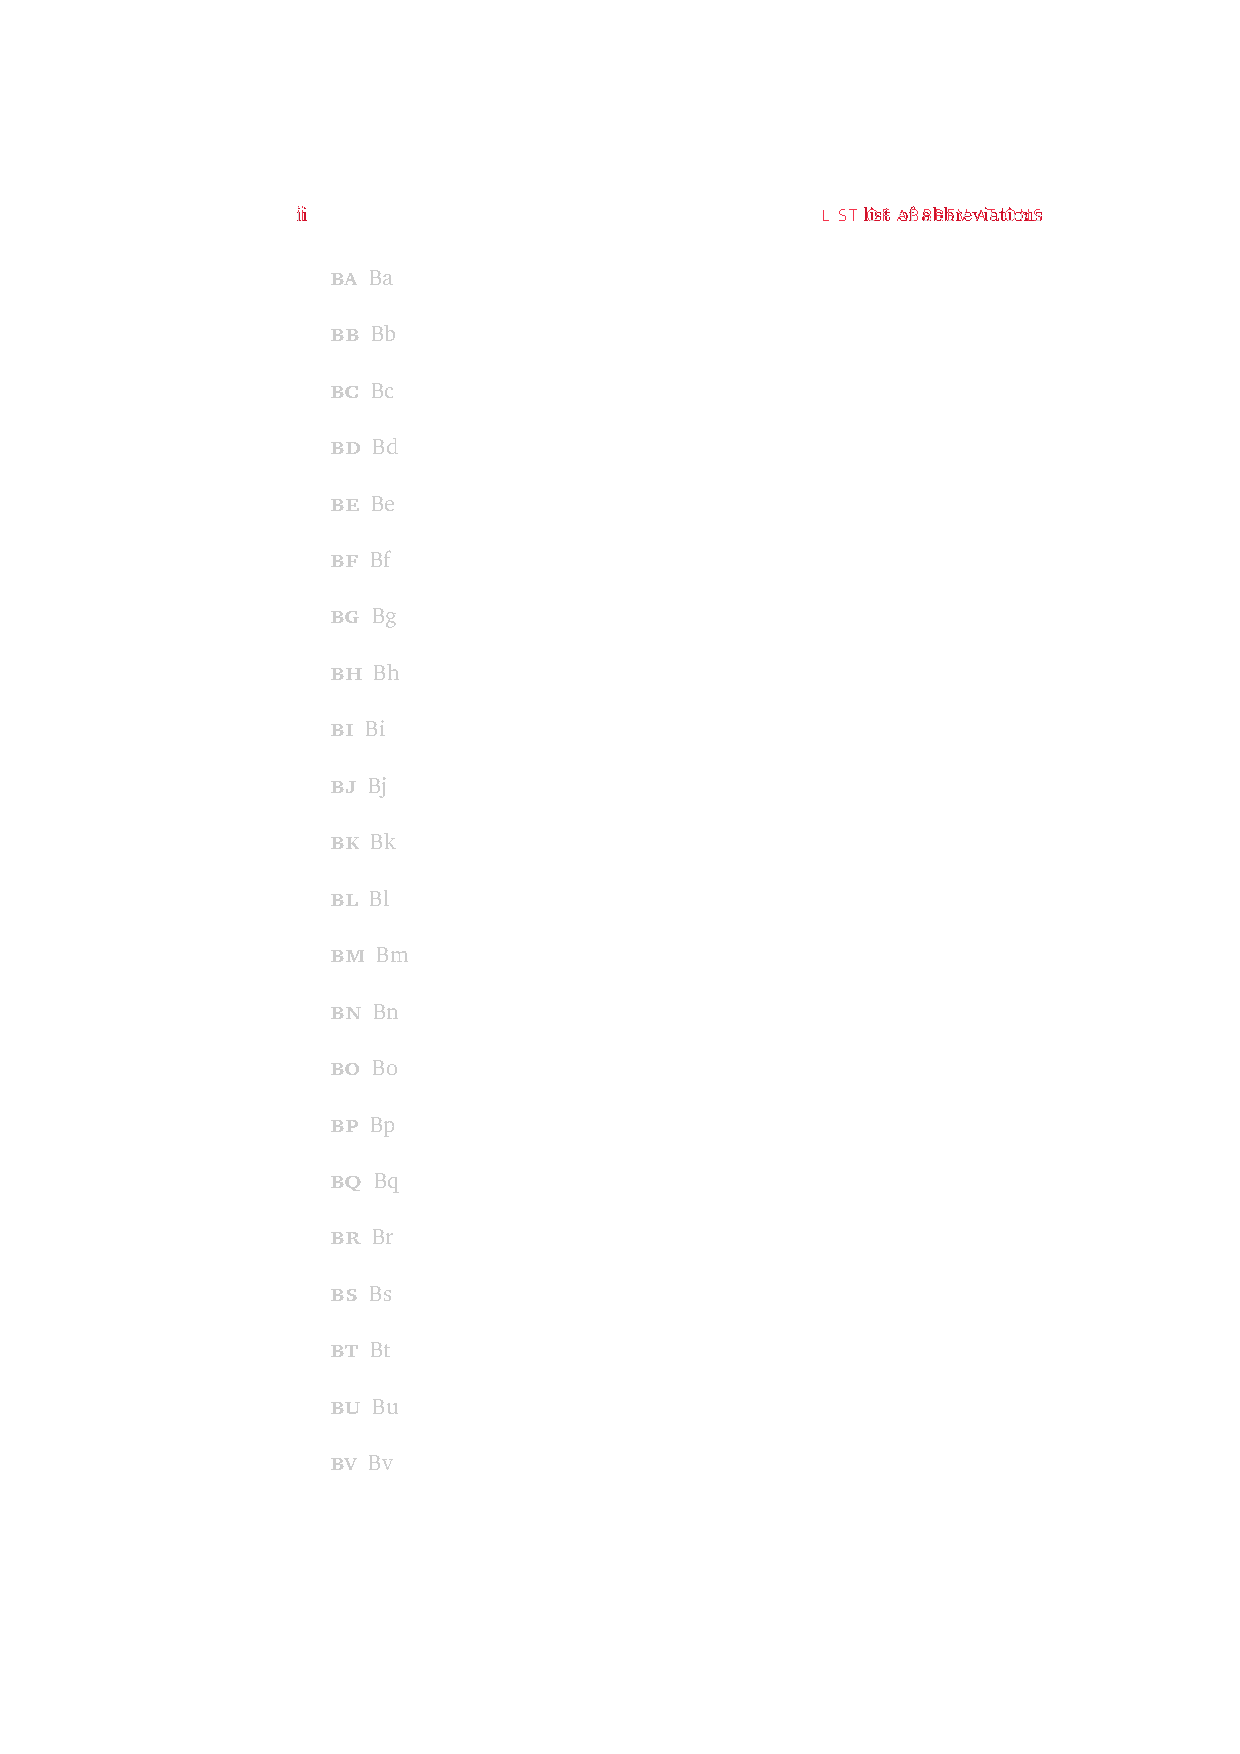 ii list of abbreviations
BA Ba
BB Bb
BC Bc
BD Bd
BE Be
BF Bf
BG Bg
BH Bh
BI Bi
BJ Bj
BK Bk
BL Bl
BM Bm
BN Bn
BO Bo
BP Bp
BQ Bq
BR Br
BS Bs
BT Bt
BU Bu
BV Bv